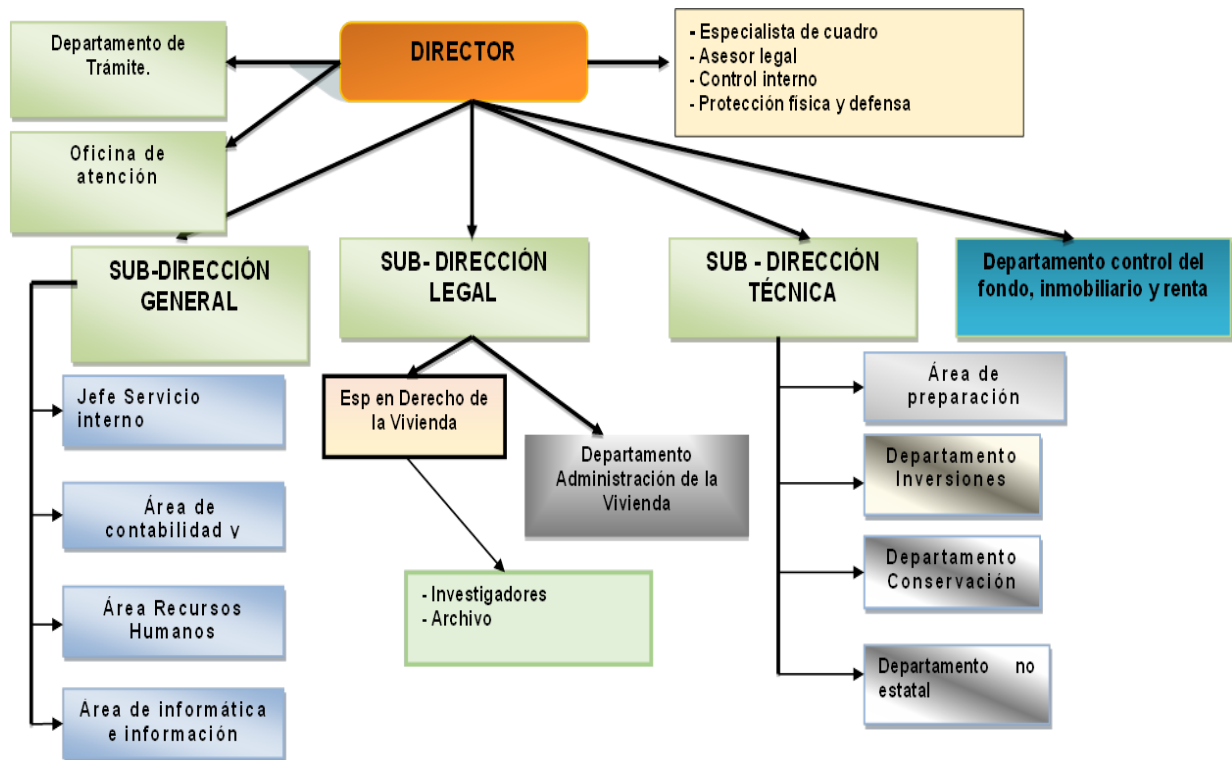 Departamento de
Trámite.
DIRECTOR
- Especialista de cuadro
- Asesor legal
- Control interno
- Protección física y defensa
Oficina de
atención
SUB-DIRECCIÓN
GENERAL
SUB- DIRECCIÓN
LEGAL
SUB - DIRECCIÓN
TÉCNICA
Departamento control del
fondo, inmobiliario y renta
Jefe Servicio
interno
Área de
contabilidad y
Área Recursos
Humanos
Área de informática
e información
Esp en Derecho de
la Vivienda
Departamento
Administración de la
Vivienda
- Investigadores
- Archivo
Área de
preparación
Departamento
Inversiones
Departamento
Conservación
Departamento no
estatal